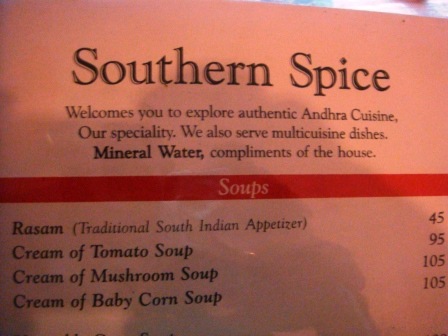 Southern Spice
Welcomes you to explore authentic Andhra Cuisine,
Our speciality. We also serve multicuisine dishes.
Mineral Water, compliments of the house.
Soups
Rasam (Traditional South Indian Appetizer) 45
Cream of Tomato Soup 95
Cream of Mushroom Soup 105
Cream of Baby Corn Soup 105